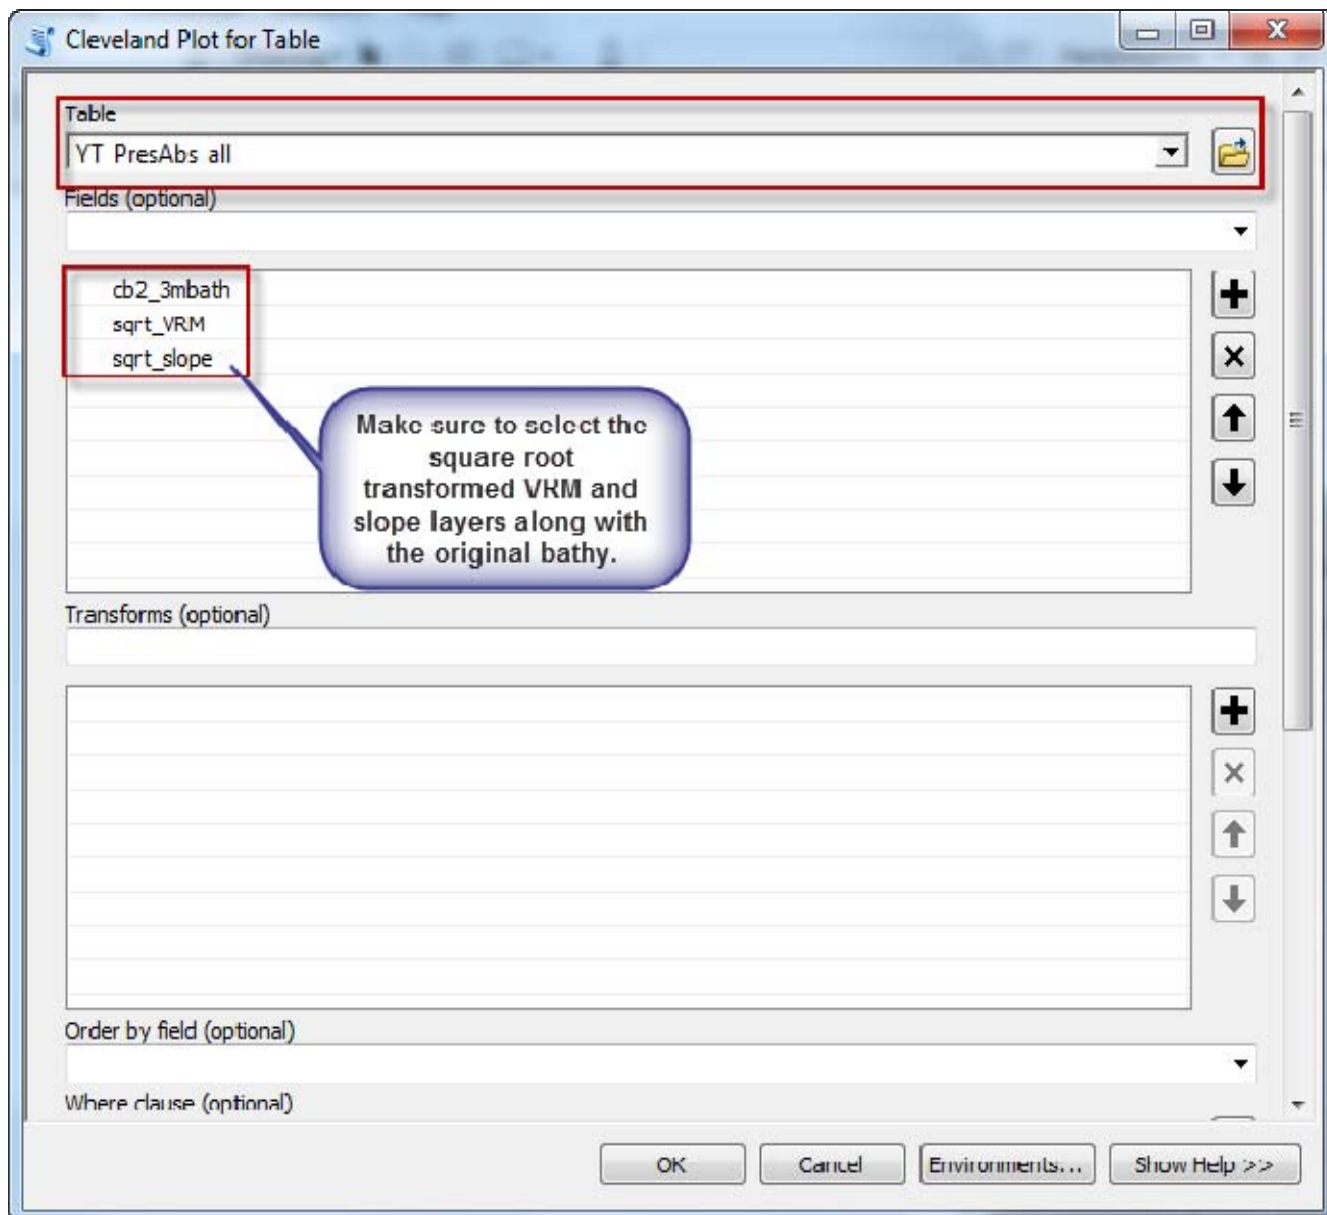 Cleveland Plot for Table
Table
YT PresAbs all
Fields (optional)
cb2_3mbath
sqrt_VRM
sqrt_slope
Make sure to select the
square root
transformed VRM and
slope layers along with
the original bathy.
Transforms (optional)
Order by field (optional)
Where clause (optional)
OK
Cancel
Environments...
Show Help >>